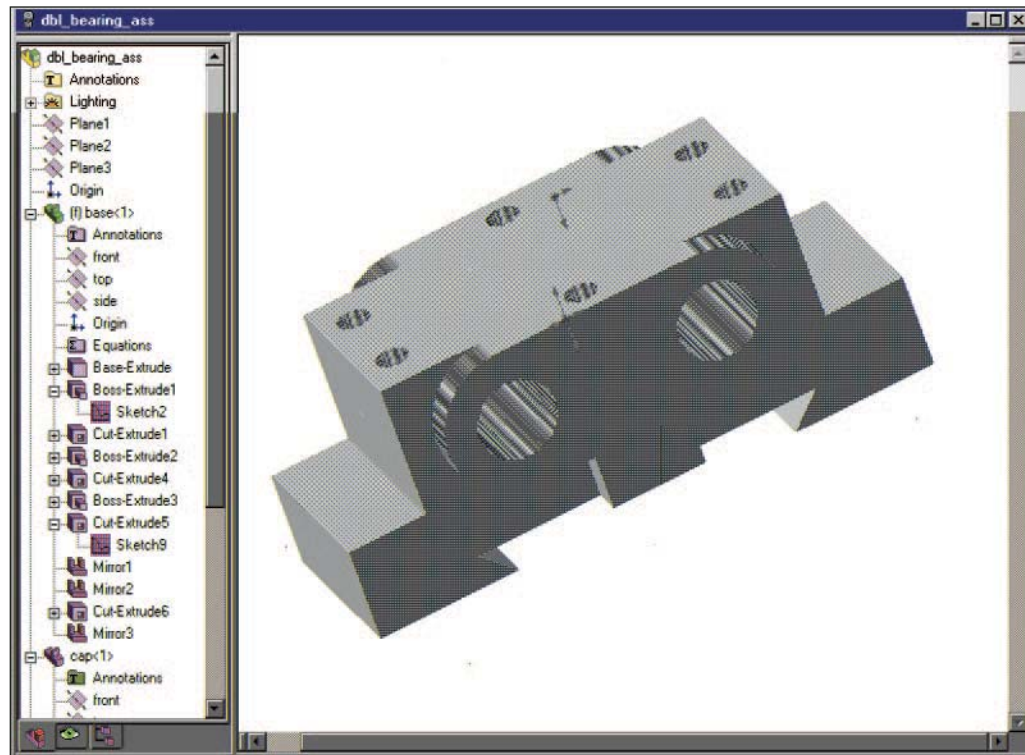 dbl_bearing_ass
dbl_bearing_ass
Annotations
Lighting
Plane1
Plane2
Plane3
Origin
(f) base<1>
Annotations
front
top
side
Origin
Equations
Base-Extrude
Boss-Extrude1
Sketch2
Cut-Extrude1
Boss-Extrude2
Cut-Extrude4
Boss-Extrude3
Cut-Extrude5
Sketch9
Mirror1
Mirror2
Cut-Extrude6
Mirror3
cap<1>
Annotations
front